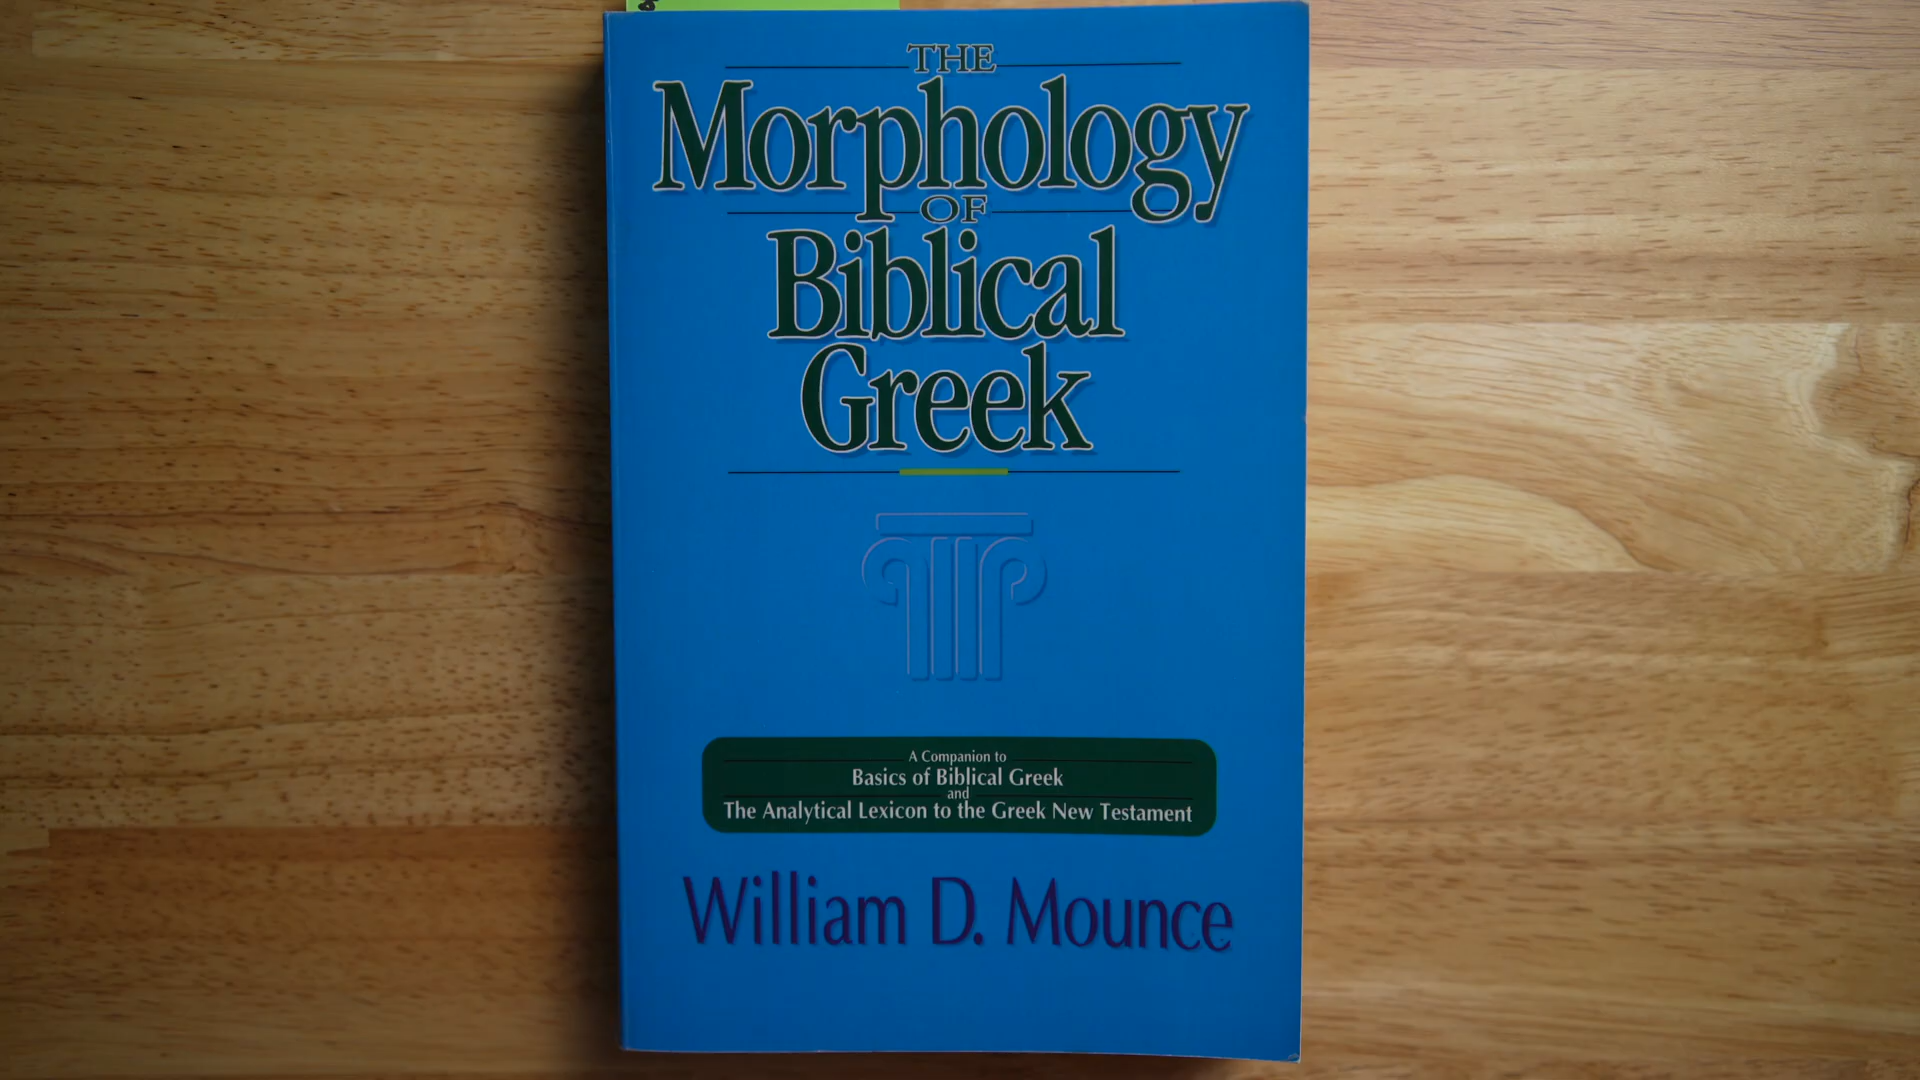 THE
Morphology
OF
Biblical
Greek
A Companion to
Basics of Biblical Greek
and
The Analytical Lexicon to the Greek New Testament
William D. Mounce